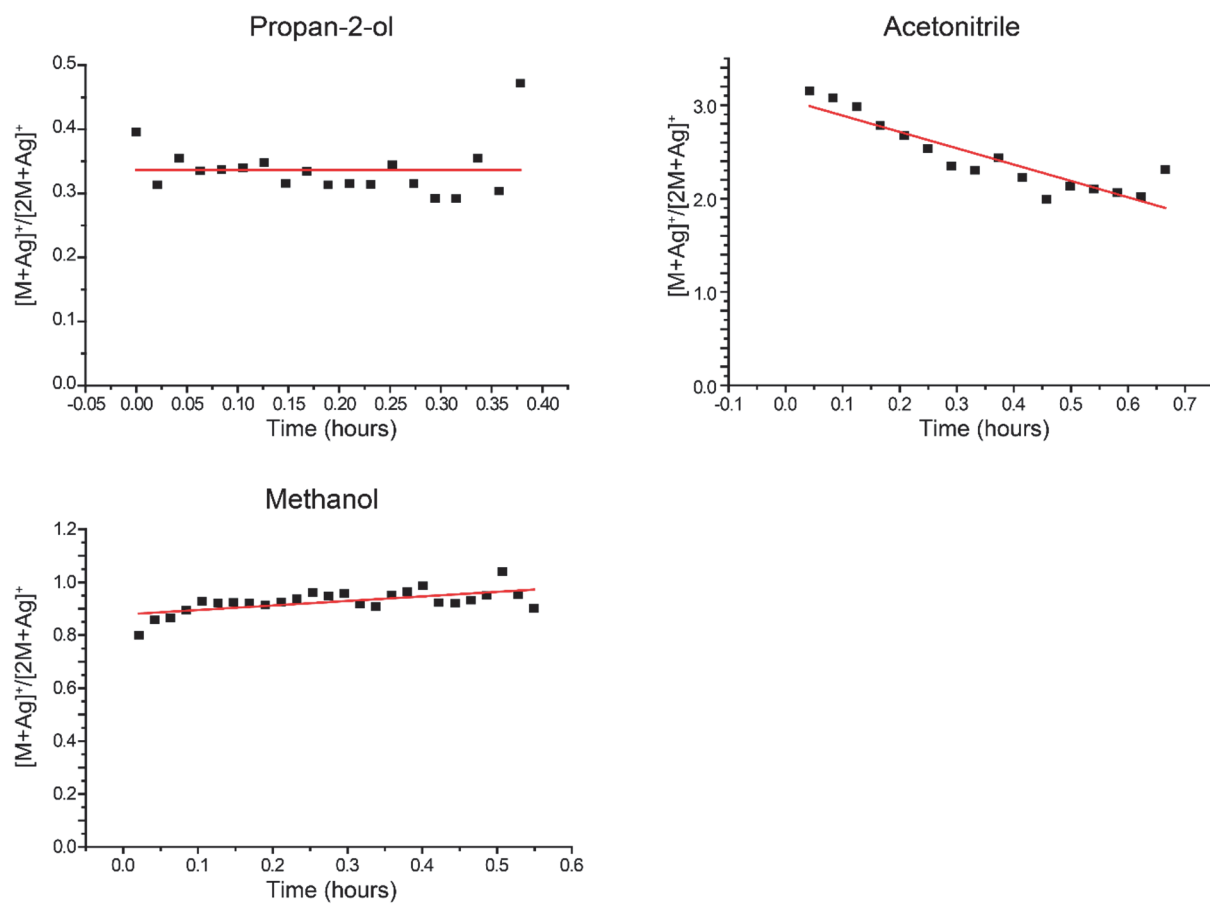 Propan-2-ol
[M+Ag]⁺/[2M+Ag]⁺
0.5
0.4
0.3
0.2
0.1
0.0
-0.05 0.00 0.05 0.10 0.15 0.20 0.25 0.30 0.35 0.40
Time (hours)
Acetonitrile
[M+Ag]⁺/[2M+Ag]⁺
3.0
2.0
1.0
0.0
-0.1 0.0 0.1 0.2 0.3 0.4 0.5 0.6 0.7
Time (hours)
Methanol
[M+Ag]⁺/[2M+Ag]⁺
1.2
1.0
0.8
0.6
0.4
0.2
0.0
0.0 0.1 0.2 0.3 0.4 0.5 0.6
Time (hours)